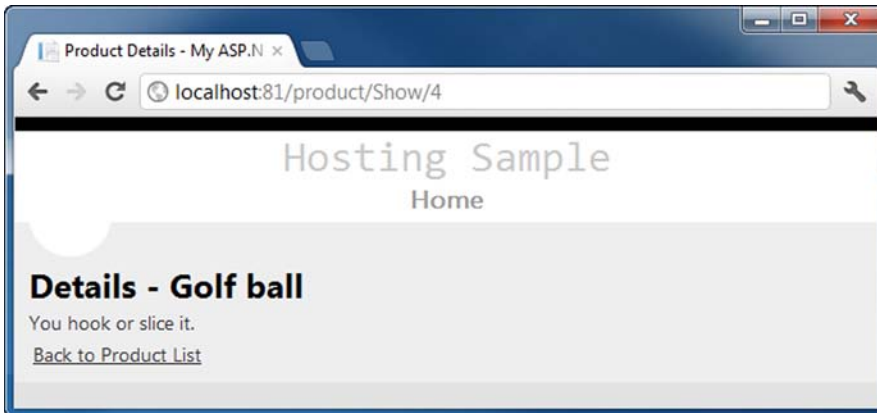 Product Details - My ASP.N
localhost:81/product/Show/4
Hosting Sample
Home
Details - Golf ball
You hook or slice it.
Back to Product List